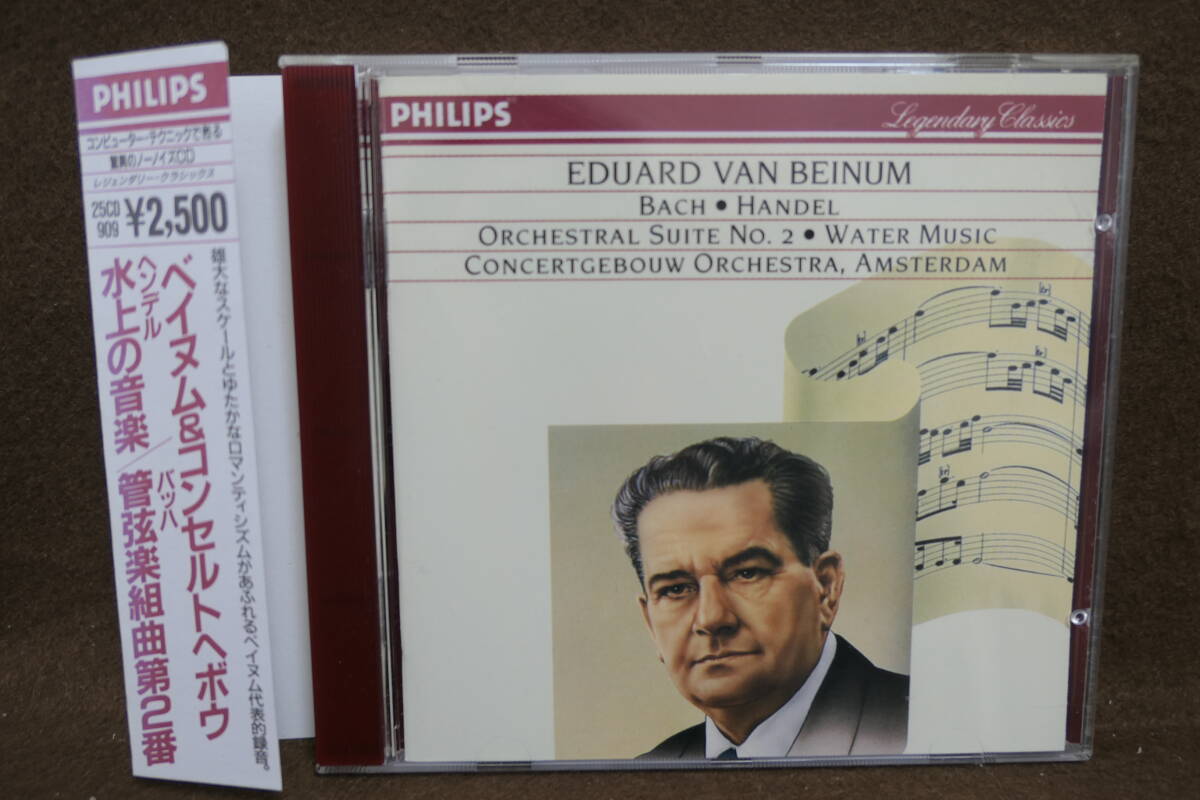 PHILIPS
コンピューター・テクニックで甦る
驚異のノーノイズCD
レジェンダリー・クラシックス
25CD
909
¥2,500
雄大なスケールとゆたかなロマンティシズムがあふれる、ベイヌム代表的録音。
ベイヌム&コンセルトヘボウ
ヘンデル
水上の音楽/
バッハ
管弦楽組曲第2番
PHILIPS
Legendary Classics
EDUARD VAN BEINUM
BACH • HANDEL
ORCHESTRAL SUITE NO. 2 • WATER MUSIC
CONCERTGEBOUW ORCHESTRA, AMSTERDAM